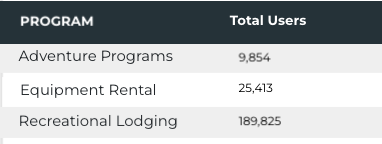 PROGRAM Total Users
Adventure Programs 9,854
Equipment Rental 25,413
Recreational Lodging 189,825